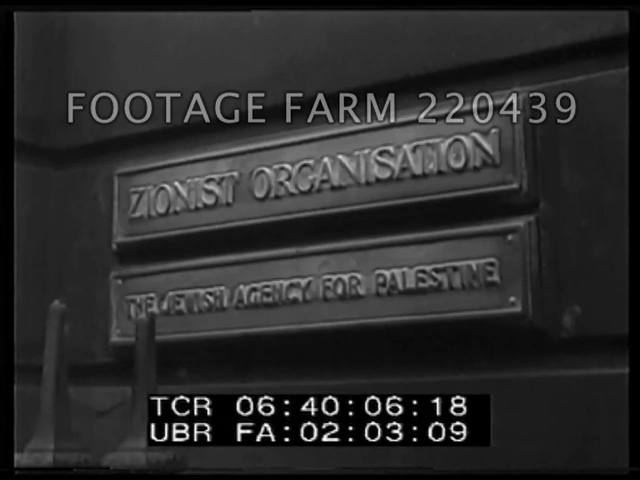 FOOTAGE FARM 220439
ZIONIST ORGANISATION
THE JEWISH AGENCY FOR PALESTINE
TCR 06:40:06:18
UBR FA:02:03:09